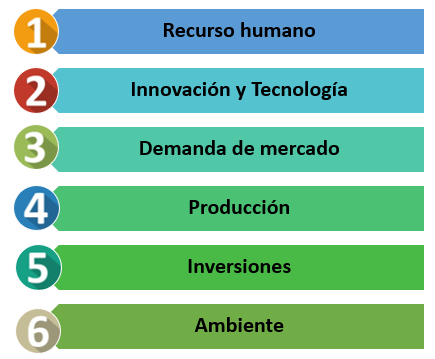 1 Recurso humano
2 Innovación y Tecnología
3 Demanda de mercado
4 Producción
5 Inversiones
6 Ambiente